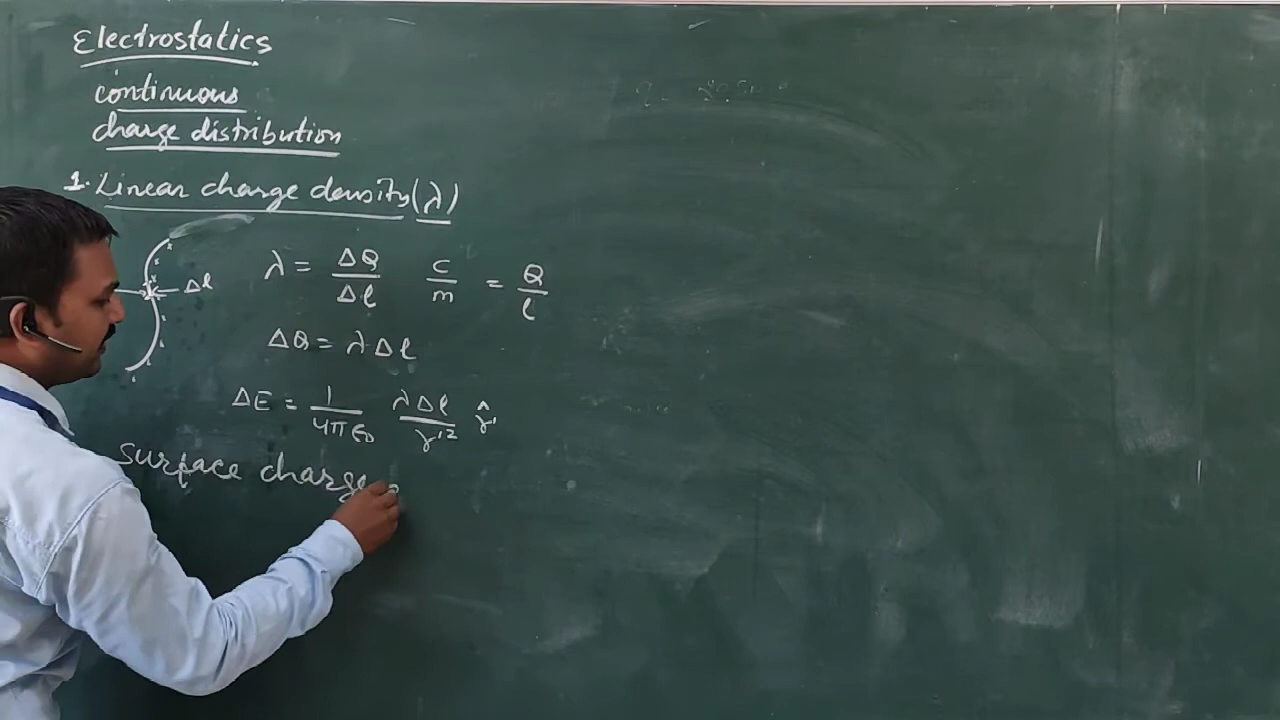 Electrostatics
continuous
charge distribution
1. Linear charge density (λ)
Δl
λ = ΔQ/Δl C/m = Q/l
ΔQ = λ Δl
ΔE = 1/4πε₀ λΔl/r'² r̂'
Surface charge